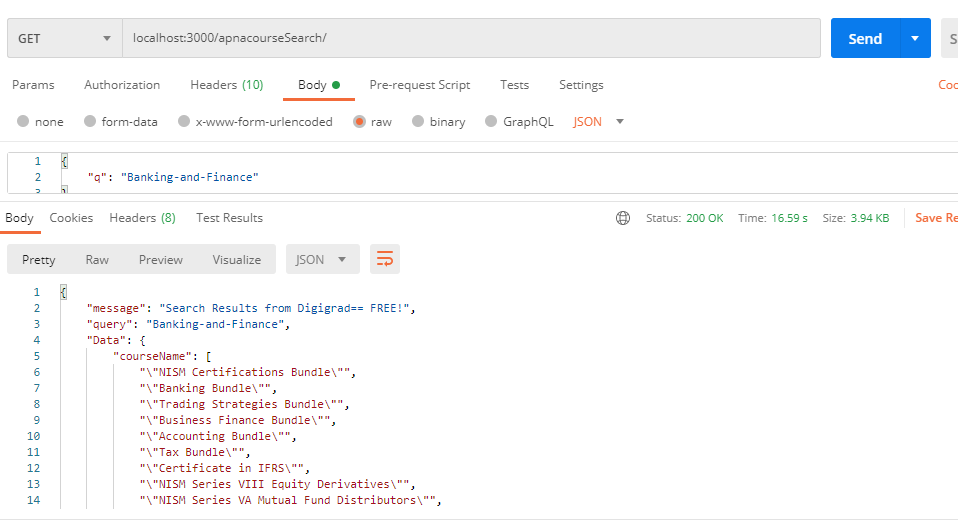 GET localhost:3000/apnacourseSearch/ Send S
Params Authorization Headers (10) Body Pre-request Script Tests Settings Coo
none form-data x-www-form-urlencoded raw binary GraphQL JSON
1 {
2 "q": "Banking-and-Finance"
3 }
Body Cookies Headers (8) Test Results Status: 200 OK Time: 16.59 s Size: 3.94 KB Save Re
Pretty Raw Preview Visualize JSON
1 {
2 "message": "Search Results from Digigrad== FREE!",
3 "query": "Banking-and-Finance",
4 "Data": {
5 "courseName": [
6 "\"NISM Certifications Bundle\"",
7 "\"Banking Bundle\"",
8 "\"Trading Strategies Bundle\"",
9 "\"Business Finance Bundle\"",
10 "\"Accounting Bundle\"",
11 "\"Tax Bundle\"",
12 "\"Certificate in IFRS\"",
13 "\"NISM Series VIII Equity Derivatives\"",
14 "\"NISM Series VA Mutual Fund Distributors\"",